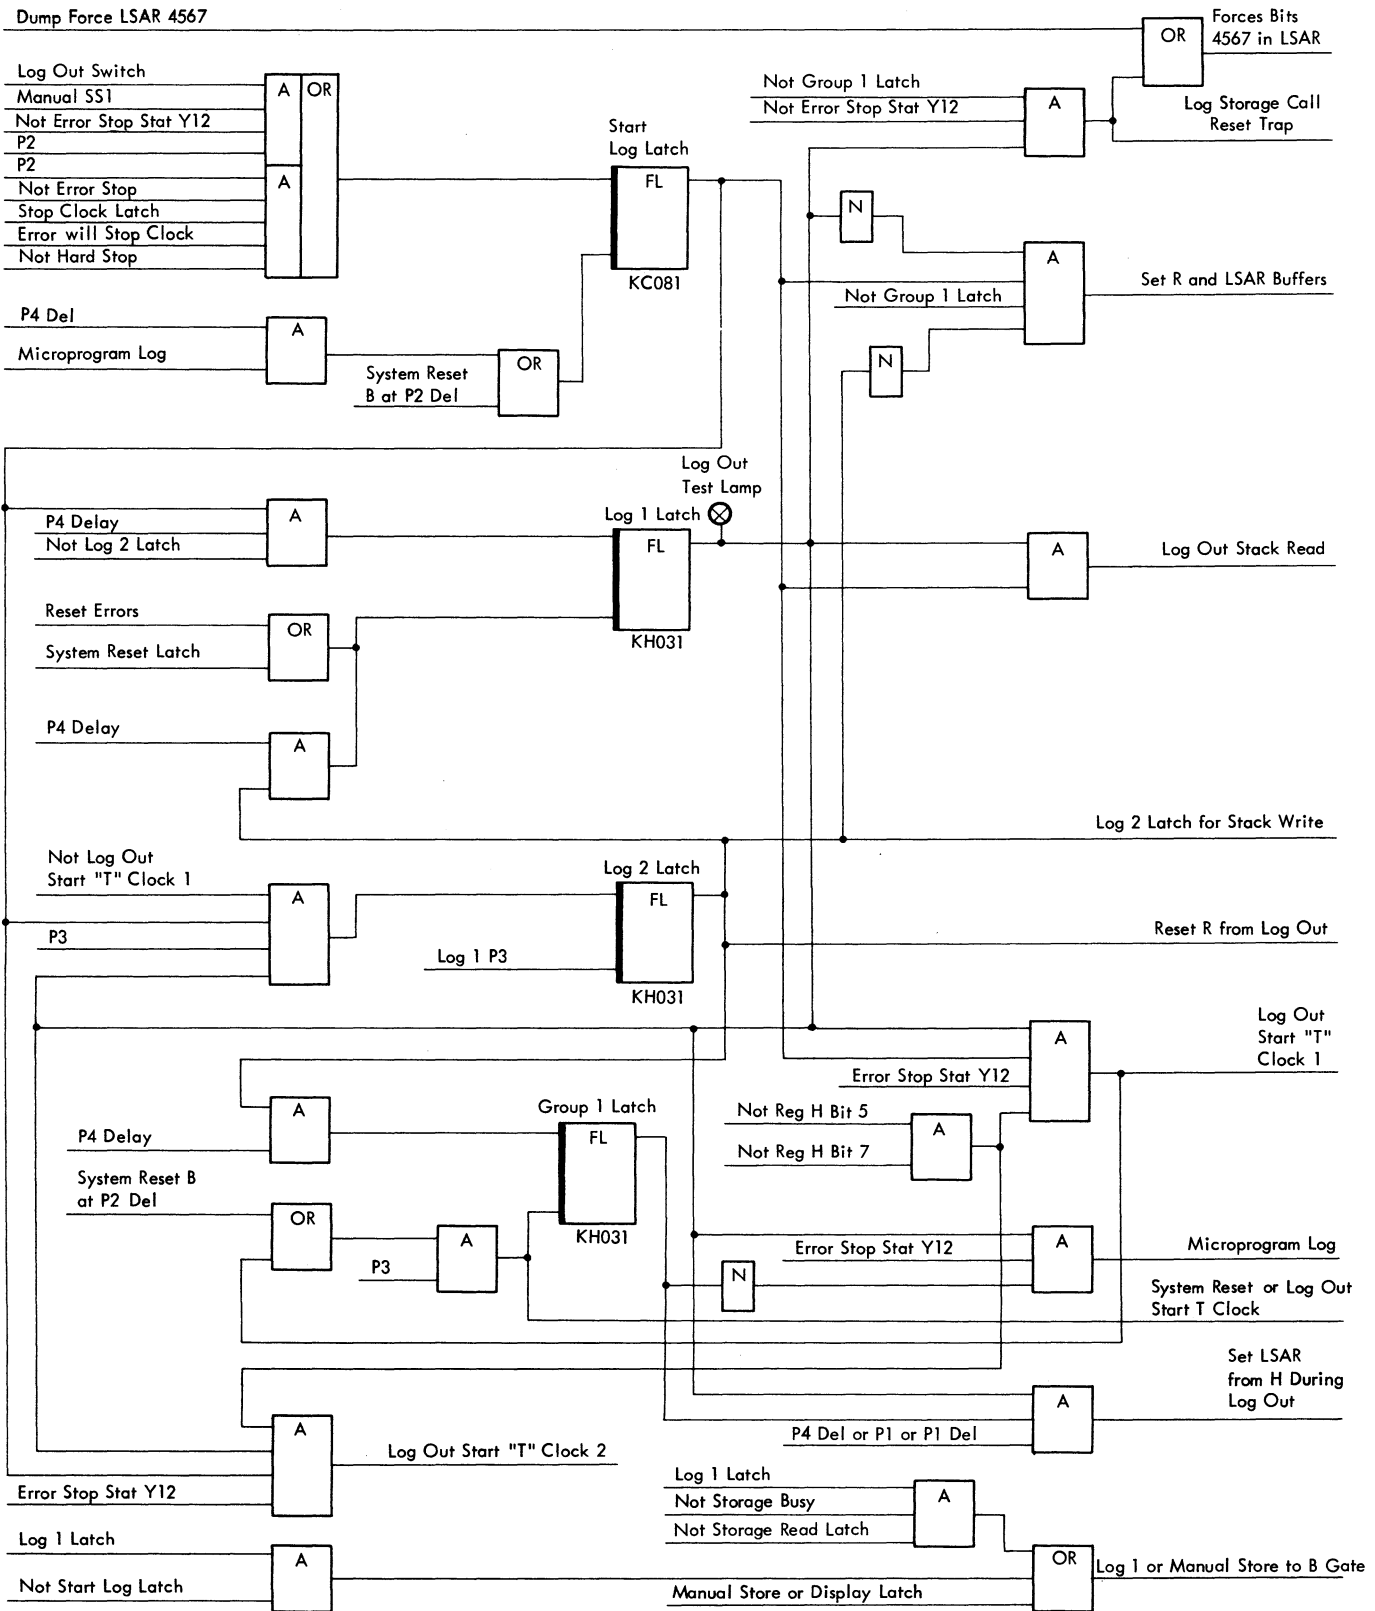 Dump Force LSAR 4567
OR
Forces Bits
4567 in LSAR
Log Out Switch
Manual SS1
Not Error Stop Stat Y12
P2
P2
Not Error Stop
Stop Clock Latch
Error will Stop Clock
Not Hard Stop
A
OR
A
Not Group 1 Latch
Not Error Stop Stat Y12
A
Log Storage Call
Reset Trap
Start
Log Latch
FL
KC081
N
A
Not Group 1 Latch
Set R and LSAR Buffers
N
P4 Del
Microprogram Log
A
System Reset
B at P2 Del
OR
Log Out
Test Lamp
P4 Delay
Not Log 2 Latch
A
Log 1 Latch
FL
KH031
A
Log Out Stack Read
Reset Errors
System Reset Latch
OR
P4 Delay
A
Log 2 Latch for Stack Write
Not Log Out
Start "T" Clock 1
P3
A
Log 2 Latch
FL
Log 1 P3
KH031
Reset R from Log Out
A
Log Out
Start "T"
Clock 1
Error Stop Stat Y12
Not Reg H Bit 5
Not Reg H Bit 7
A
A
P4 Delay
Group 1 Latch
FL
KH031
System Reset B
at P2 Del
OR
A
P3
Error Stop Stat Y12
A
Microprogram Log
N
System Reset or Log Out
Start T Clock
Set LSAR
from H During
Log Out
A
P4 Del or P1 or P1 Del
A
Log Out Start "T" Clock 2
Error Stop Stat Y12
Log 1 Latch
Not Storage Busy
Not Storage Read Latch
A
Log 1 Latch
Not Start Log Latch
A
Manual Store or Display Latch
OR
Log 1 or Manual Store to B Gate